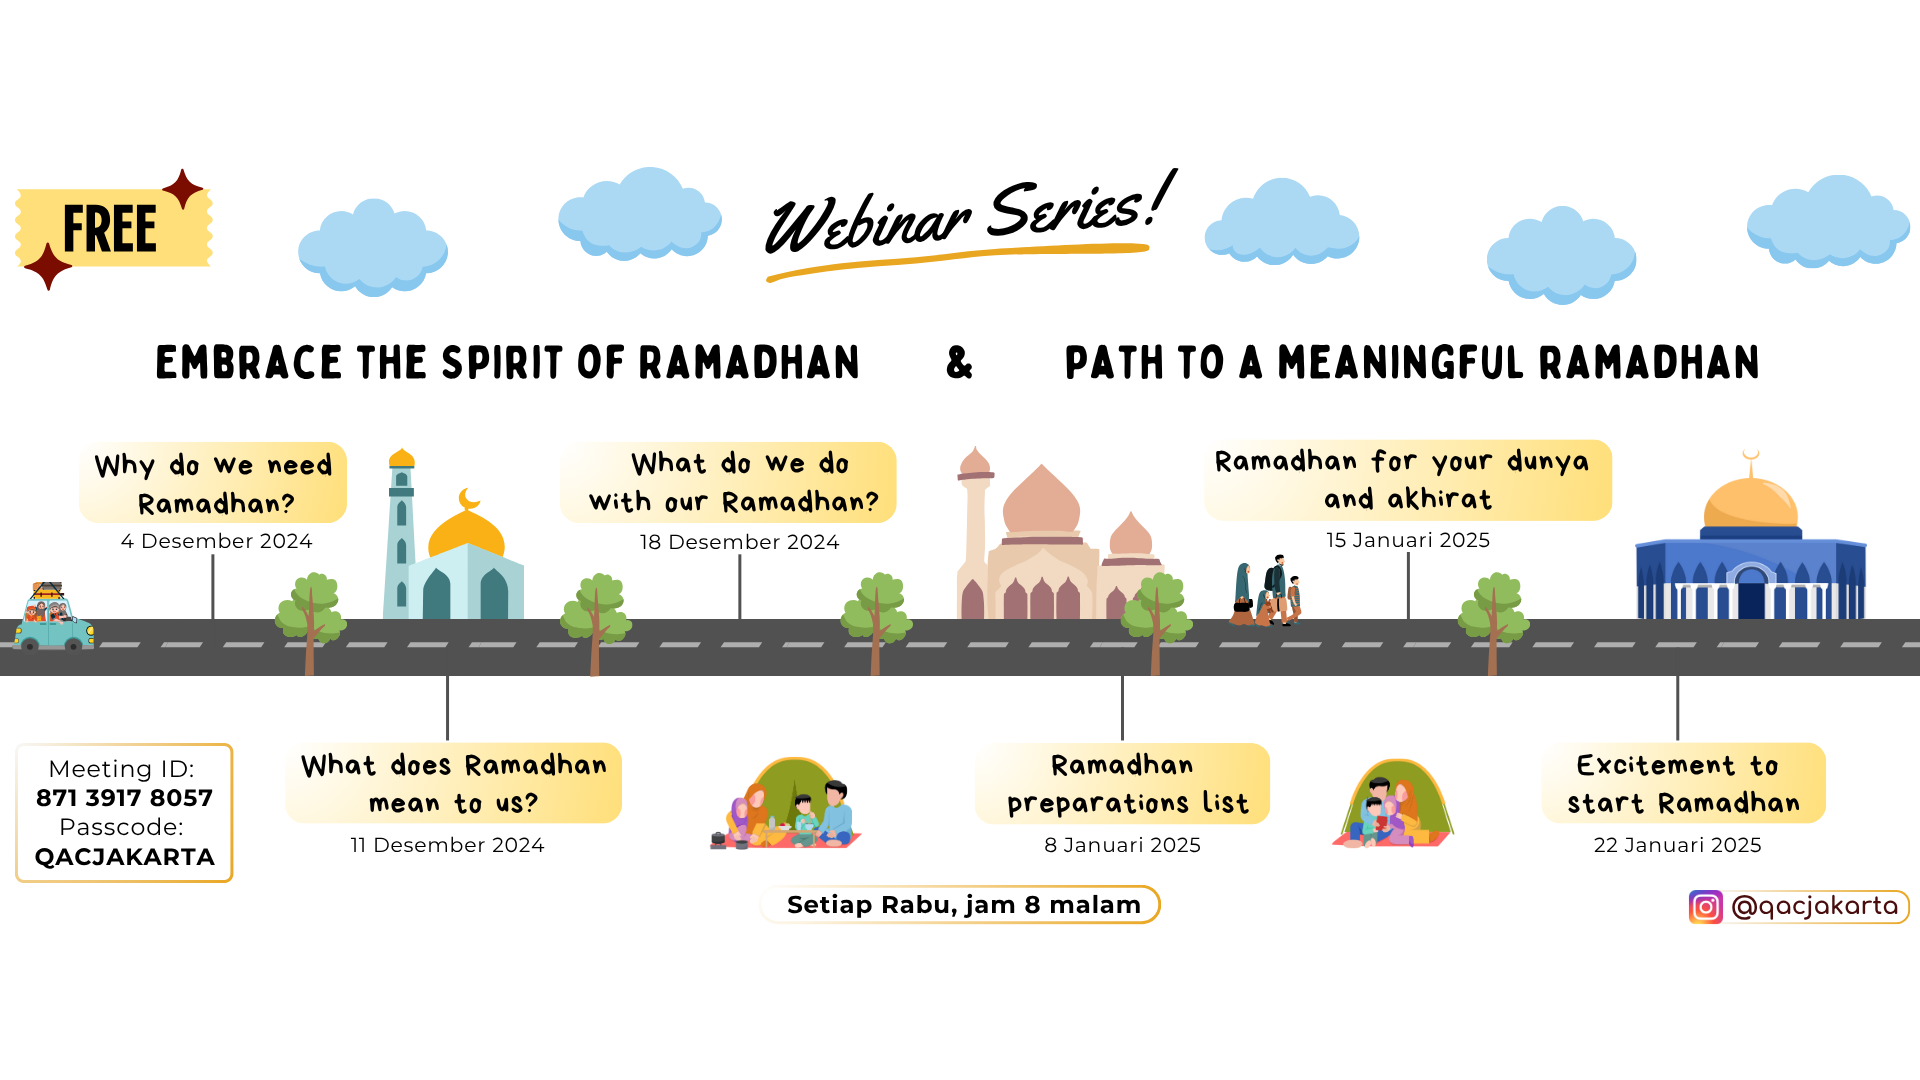 FREE
Webinar Series!
EMBRACE THE SPIRIT OF RAMADHAN & PATH TO A MEANINGFUL RAMADHAN
Why do we need
Ramadhan?
4 Desember 2024
What do we do
with our Ramadhan?
18 Desember 2024
Ramadhan for your dunya
and akhirat
15 Januari 2025
Meeting ID:
871 3917 8057
Passcode:
QACJAKARTA
What does Ramadhan
mean to us?
11 Desember 2024
Ramadhan
preparations list
8 Januari 2025
Excitement to
start Ramadhan
22 Januari 2025
Setiap Rabu, jam 8 malam
@qacjakarta